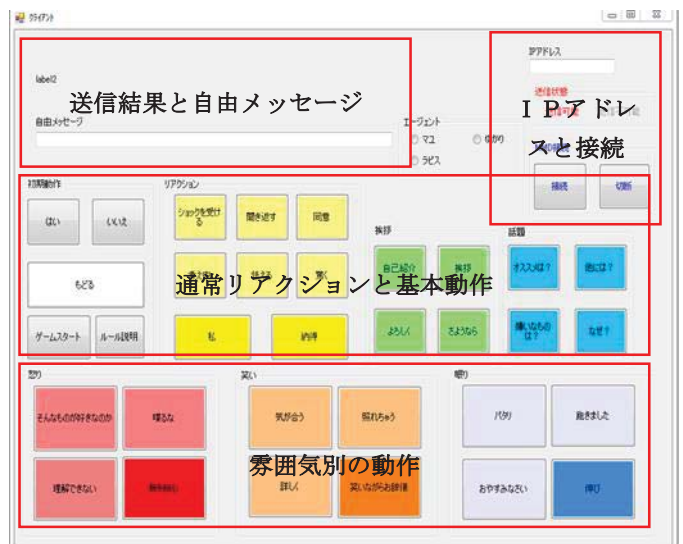 クライアント
IPアドレス
label2
送信結果と自由メッセージ
送信状態
IPアドレスと接続
自由メッセージ
エージェント
マユ
ゆかり
ラピス
接続
切断
初期動作
リアクション
はい
いいえ
ショックを受ける
聞き返す
同意
挨拶
話題
もどる
自己紹介
挨拶
オススメは?
他には?
通常リアクションと基本動作
ゲームスタート
ルール説明
私
納得
よろしく
さようなら
嫌いなものは?
なぜ?
怒り
笑い
眠り
そんなものが好きなのか
喋るな
気が合う
照れちゃう
バタリ
飽きました
雰囲気別の動作
理解できない
詳しく
笑いながらお辞儀
おやすみなさい
伸び